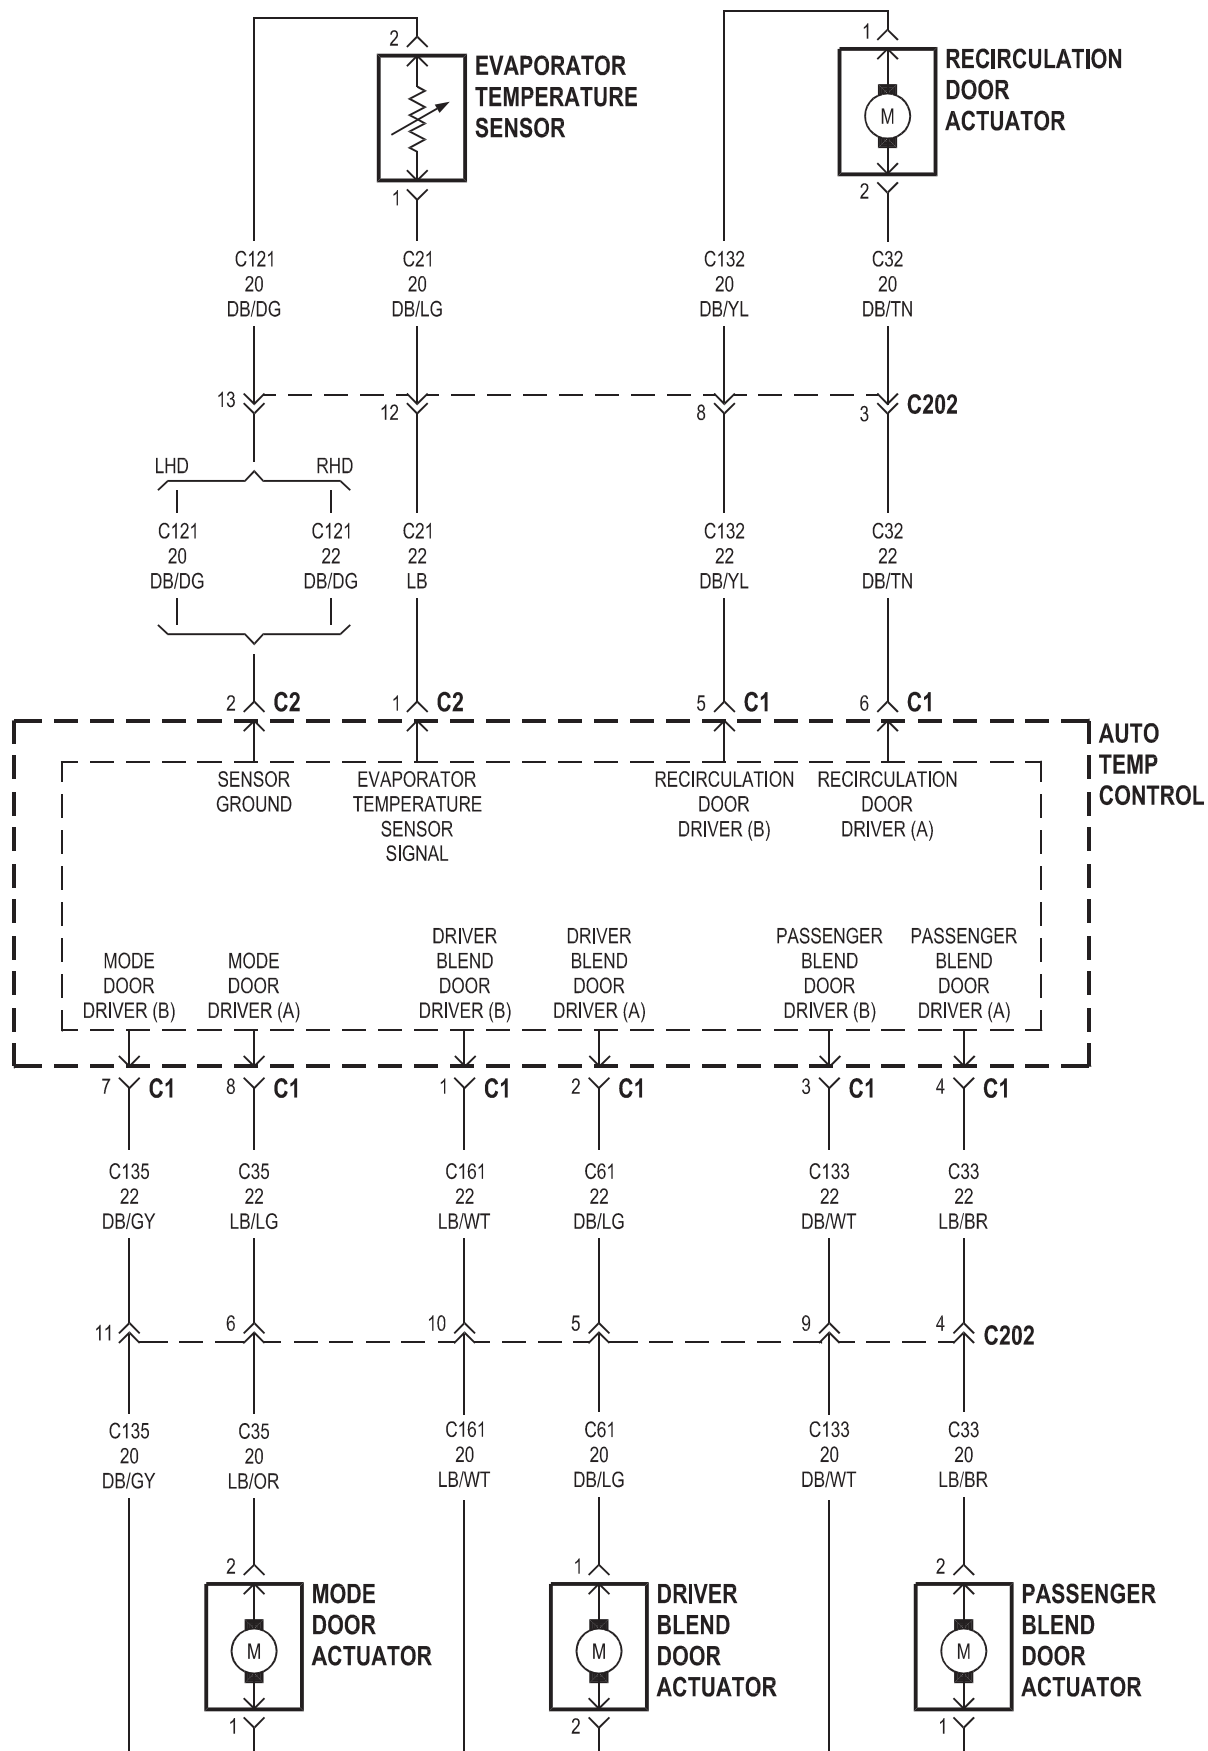 2
EVAPORATOR
TEMPERATURE
SENSOR
1
1
RECIRCULATION
DOOR
ACTUATOR
M
2
C121
20
DB/DG
C21
20
DB/LG
C132
20
DB/YL
C32
20
DB/TN
13
12
8
3
C202
LHD
RHD
C121
20
DB/DG
C121
22
DB/DG
C21
22
LB
C132
22
DB/YL
C32
22
DB/TN
2 C2
1 C2
5 C1
6 C1
AUTO
TEMP
CONTROL
SENSOR
GROUND
EVAPORATOR
TEMPERATURE
SENSOR
SIGNAL
RECIRCULATION
DOOR
DRIVER (B)
RECIRCULATION
DOOR
DRIVER (A)
MODE
DOOR
DRIVER (B)
MODE
DOOR
DRIVER (A)
DRIVER
BLEND
DOOR
DRIVER (B)
DRIVER
BLEND
DOOR
DRIVER (A)
PASSENGER
BLEND
DOOR
DRIVER (B)
PASSENGER
BLEND
DOOR
DRIVER (A)
7 C1
8 C1
1 C1
2 C1
3 C1
4 C1
C135
22
DB/GY
C35
22
LB/LG
C161
22
LB/WT
C61
22
DB/LG
C133
22
DB/WT
C33
22
LB/BR
11
6
10
5
9
4
C202
C135
20
DB/GY
C35
20
LB/OR
C161
20
LB/WT
C61
20
DB/LG
C133
20
DB/WT
C33
20
LB/BR
2
MODE
DOOR
ACTUATOR
M
1
1
DRIVER
BLEND
DOOR
ACTUATOR
M
2
2
PASSENGER
BLEND
DOOR
ACTUATOR
M
1